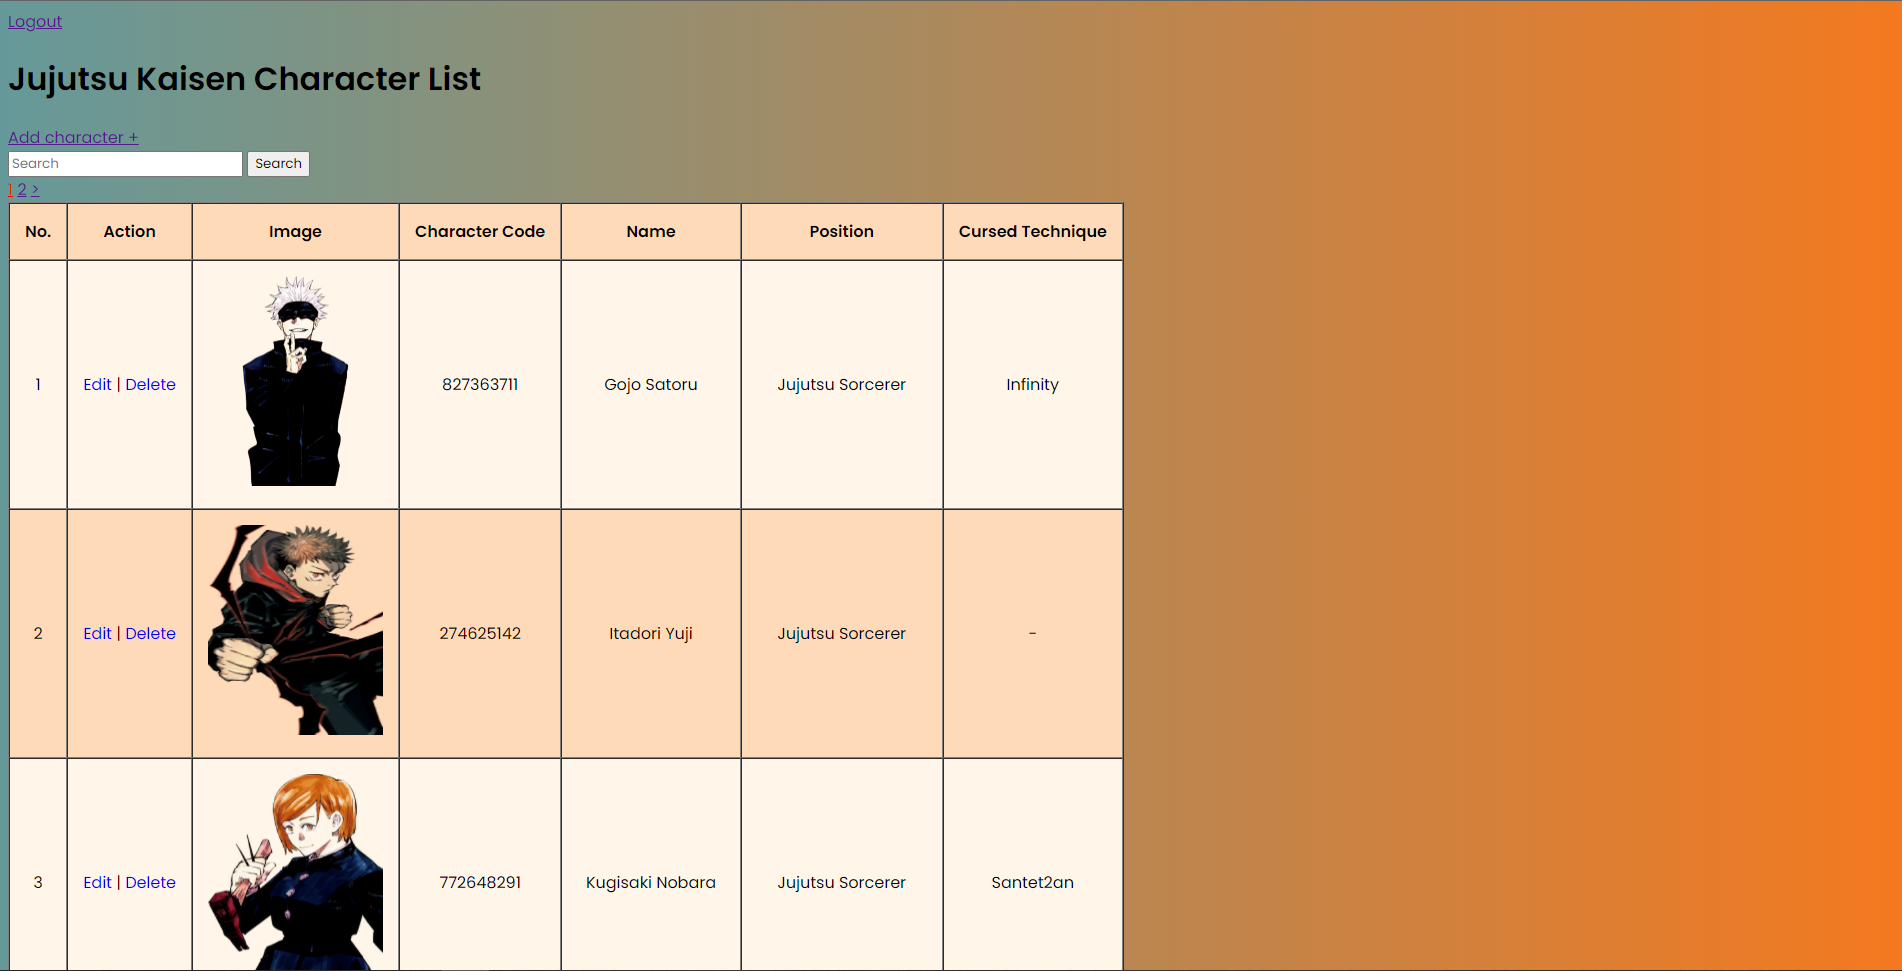 Logout
Jujutsu Kaisen Character List
Add character +
Search Search
1 2 >
No. Action Image Character Code Name Position Cursed Technique
1 Edit | Delete 827363711 Gojo Satoru Jujutsu Sorcerer Infinity
2 Edit | Delete 274625142 Itadori Yuji Jujutsu Sorcerer -
3 Edit | Delete 772648291 Kugisaki Nobara Jujutsu Sorcerer Santet2an